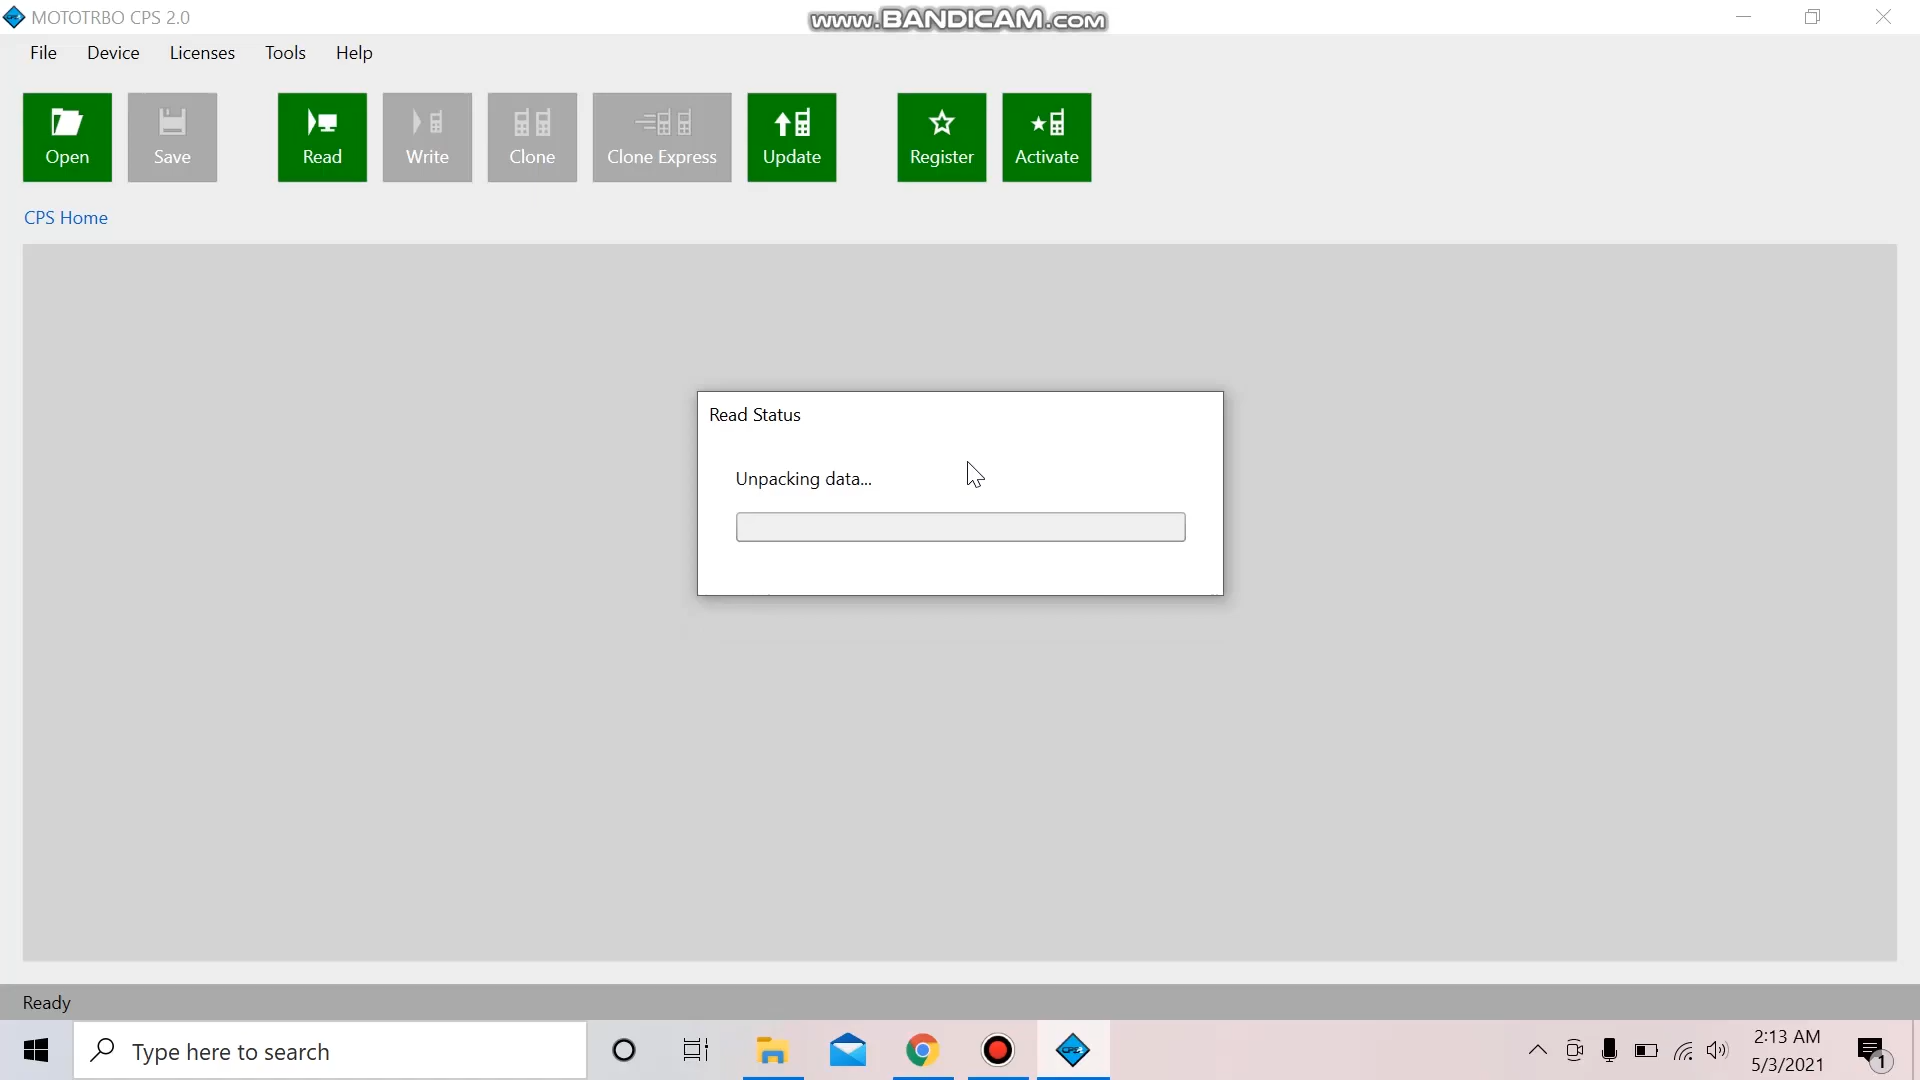 MOTOTRBO CPS 2.0
www.BANDICAM.com
File Device Licenses Tools Help
Open Save Read Write Clone Clone Express Update Register Activate
CPS Home
Read Status
Unpacking data...
Ready
Type here to search
CPS
2:13 AM
5/3/2021
1